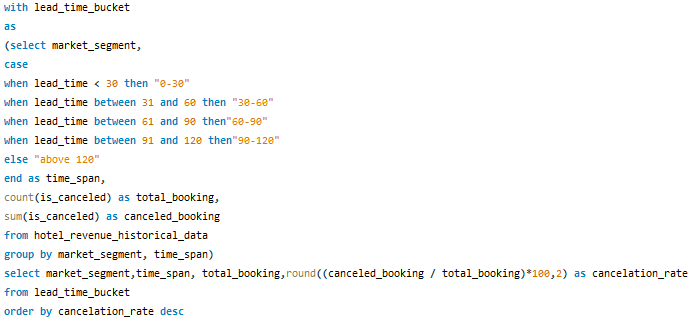 with lead_time_bucket
as
(select market_segment,
case
when lead_time < 30 then "0-30"
when lead_time between 31 and 60 then "30-60"
when lead_time between 61 and 90 then"60-90"
when lead_time between 91 and 120 then"90-120"
else "above 120"
end as time_span,
count(is_canceled) as total_booking,
sum(is_canceled) as canceled_booking
from hotel_revenue_historical_data
group by market_segment, time_span)
select market_segment,time_span, total_booking,round((canceled_booking / total_booking)*100,2) as cancelation_rate
from lead_time_bucket
order by cancelation_rate desc